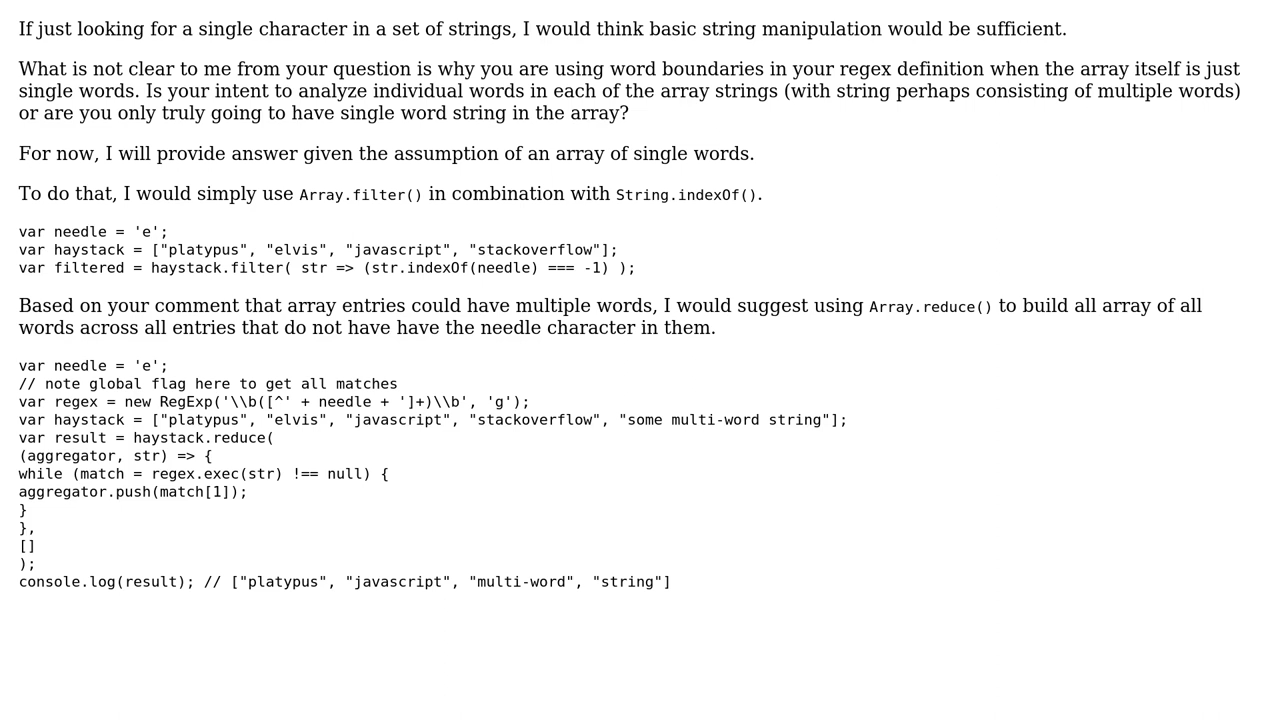 If just looking for a single character in a set of strings, I would think basic string manipulation would be sufficient.
What is not clear to me from your question is why you are using word boundaries in your regex definition when the array itself is just
single words. Is your intent to analyze individual words in each of the array strings (with string perhaps consisting of multiple words)
or are you only truly going to have single word string in the array?
For now, I will provide answer given the assumption of an array of single words.
To do that, I would simply use Array.filter() in combination with String.indexOf().
var needle = 'e';
var haystack = ["platypus", "elvis", "javascript", "stackoverflow"];
var filtered = haystack.filter( str => (str.indexOf(needle) === -1) );
Based on your comment that array entries could have multiple words, I would suggest using Array.reduce() to build all array of all
words across all entries that do not have have the needle character in them.
var needle = 'e';
// note global flag here to get all matches
var regex = new RegExp('\\b([^' + needle + ']+)\\b', 'g');
var haystack = ["platypus", "elvis", "javascript", "stackoverflow", "some multi-word string"];
var result = haystack.reduce(
(aggregator, str) => {
while (match = regex.exec(str) !== null) {
aggregator.push(match[1]);
}
},
[]
);
console.log(result); // ["platypus", "javascript", "multi-word", "string"]